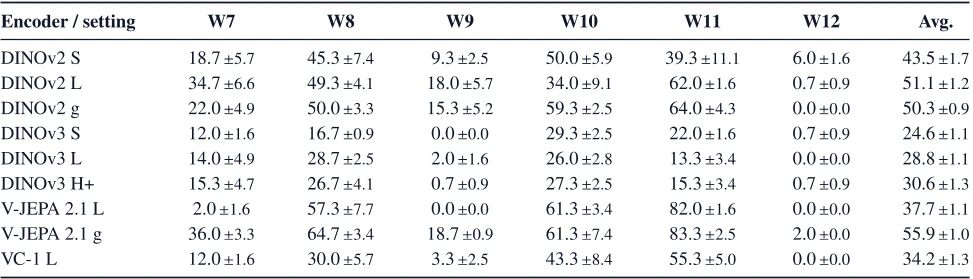 Encoder / setting W7 W8 W9 W10 W11 W12 Avg.
DINOv2 S 18.7 ±5.7 45.3 ±7.4 9.3 ±2.5 50.0 ±5.9 39.3 ±11.1 6.0 ±1.6 43.5 ±1.7
DINOv2 L 34.7 ±6.6 49.3 ±4.1 18.0 ±5.7 34.0 ±9.1 62.0 ±1.6 0.7 ±0.9 51.1 ±1.2
DINOv2 g 22.0 ±4.9 50.0 ±3.3 15.3 ±5.2 59.3 ±2.5 64.0 ±4.3 0.0 ±0.0 50.3 ±0.9
DINOv3 S 12.0 ±1.6 16.7 ±0.9 0.0 ±0.0 29.3 ±2.5 22.0 ±1.6 0.7 ±0.9 24.6 ±1.1
DINOv3 L 14.0 ±4.9 28.7 ±2.5 2.0 ±1.6 26.0 ±2.8 13.3 ±3.4 0.0 ±0.0 28.8 ±1.1
DINOv3 H+ 15.3 ±4.7 26.7 ±4.1 0.7 ±0.9 27.3 ±2.5 15.3 ±3.4 0.7 ±0.9 30.6 ±1.3
V-JEPA 2.1 L 2.0 ±1.6 57.3 ±7.7 0.0 ±0.0 61.3 ±3.4 82.0 ±1.6 0.0 ±0.0 37.7 ±1.1
V-JEPA 2.1 g 36.0 ±3.3 64.7 ±3.4 18.7 ±0.9 61.3 ±7.4 83.3 ±2.5 2.0 ±0.0 55.9 ±1.0
VC-1 L 12.0 ±1.6 30.0 ±5.7 3.3 ±2.5 43.3 ±8.4 55.3 ±5.0 0.0 ±0.0 34.2 ±1.3